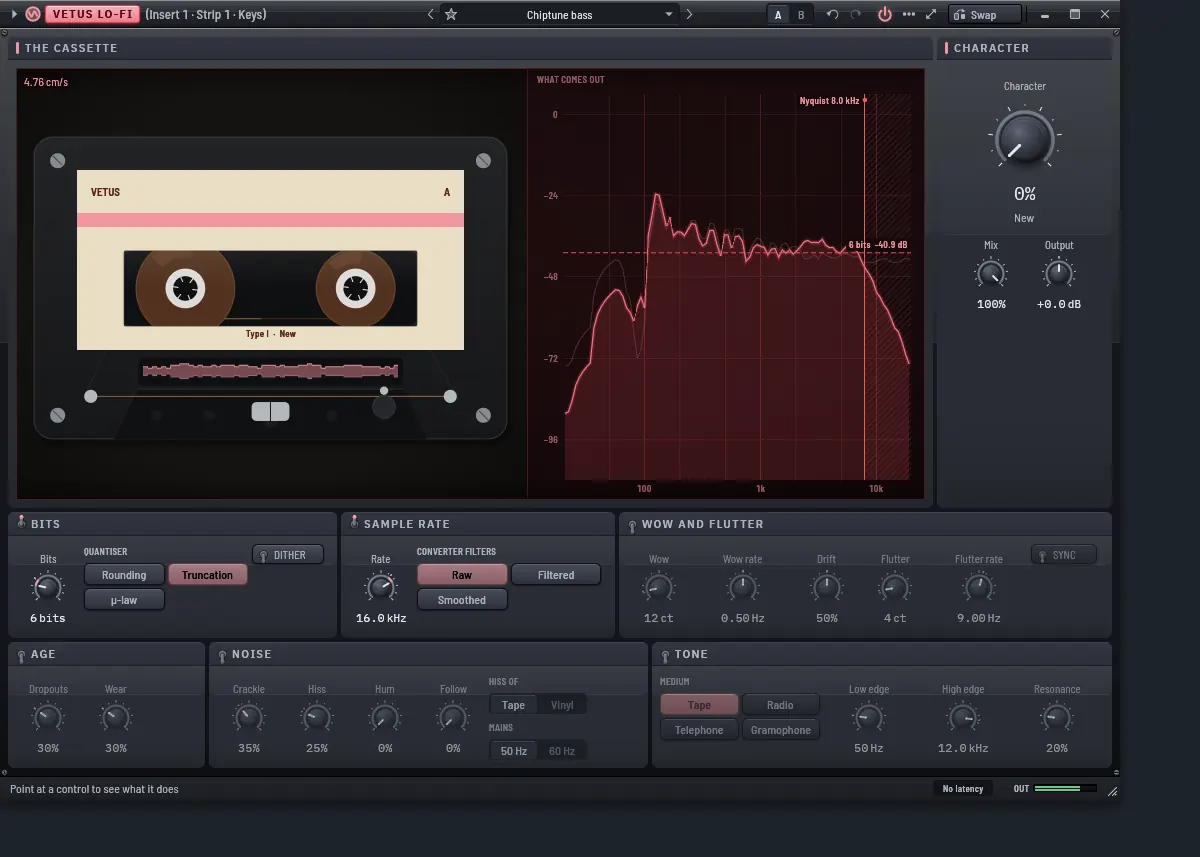 VETUS LO-FI (Insert 1 · Strip 1 · Keys) Chiptune bass A B Swap
THE CASSETTE
CHARACTER
4.76 cm/s
VETUS A
Type I · New
WHAT COMES OUT
Nyquist 8.0 kHz
0
-24
6 bits -40.9 dB
-48
-72
-96
100 1k 10k
Character
0%
New
Mix Output
100% +0.0 dB
BITS
Bits
6 bits
QUANTISER
DITHER
Rounding Truncation
μ-law
SAMPLE RATE
Rate
16.0 kHz
CONVERTER FILTERS
Raw Filtered
Smoothed
WOW AND FLUTTER
SYNC
Wow Wow rate Drift Flutter Flutter rate
12 ct 0.50 Hz 50% 4 ct 9.00 Hz
AGE
Dropouts Wear
30% 30%
NOISE
Crackle Hiss Hum Follow
35% 25% 0% 0%
HISS OF
Tape Vinyl
MAINS
50 Hz 60 Hz
TONE
MEDIUM
Tape Radio
Telephone Gramophone
Low edge High edge Resonance
50 Hz 12.0 kHz 20%
Point at a control to see what it does
No latency OUT